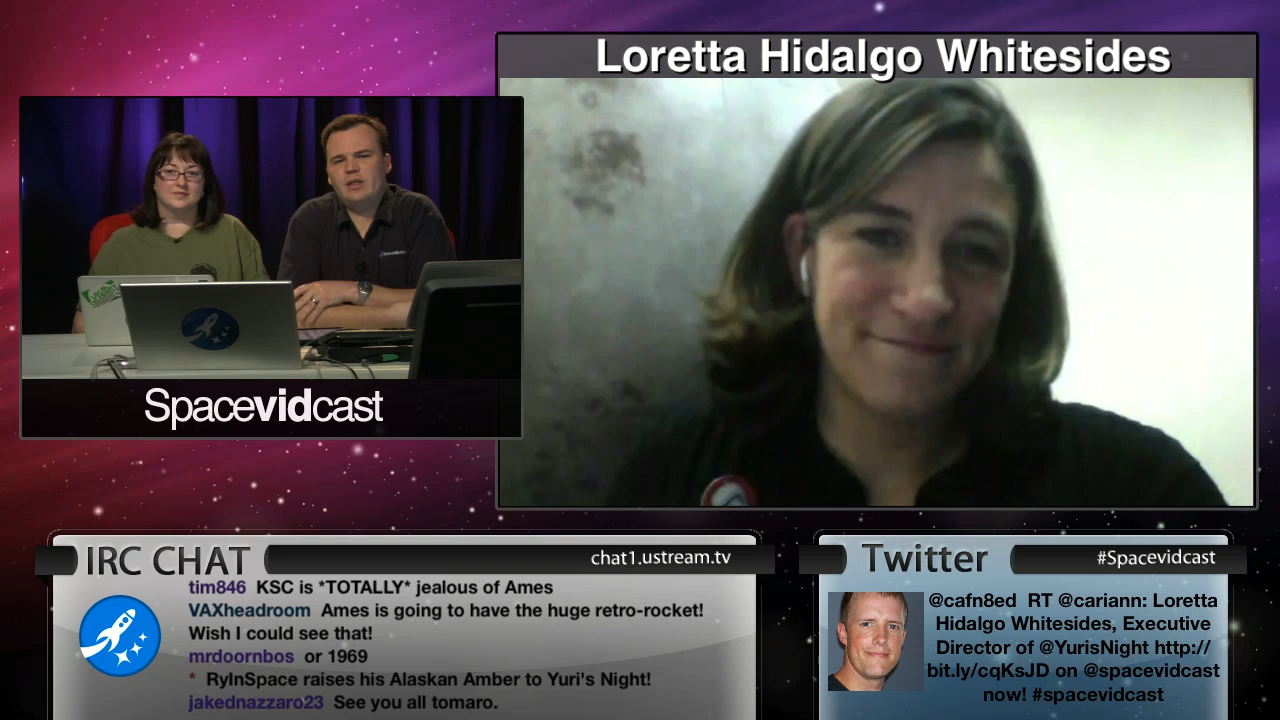 Loretta Hidalgo Whitesides
Spacevidcast
IRC CHAT
chat1.ustream.tv
tim846 KSC is *TOTALLY* jealous of Ames
VAXheadroom Ames is going to have the huge retro-rocket!
Wish I could see that!
mrdoornbos or 1969
* RyInSpace raises his Alaskan Amber to Yuri's Night!
jakednazzaro23 See you all tomaro.
Twitter
#Spacevidcast
@cafn8ed RT @cariann: Loretta
Hidalgo Whitesides, Executive
Director of @YurisNight http://
bit.ly/cqKsJD on @spacevidcast
now! #spacevidcast